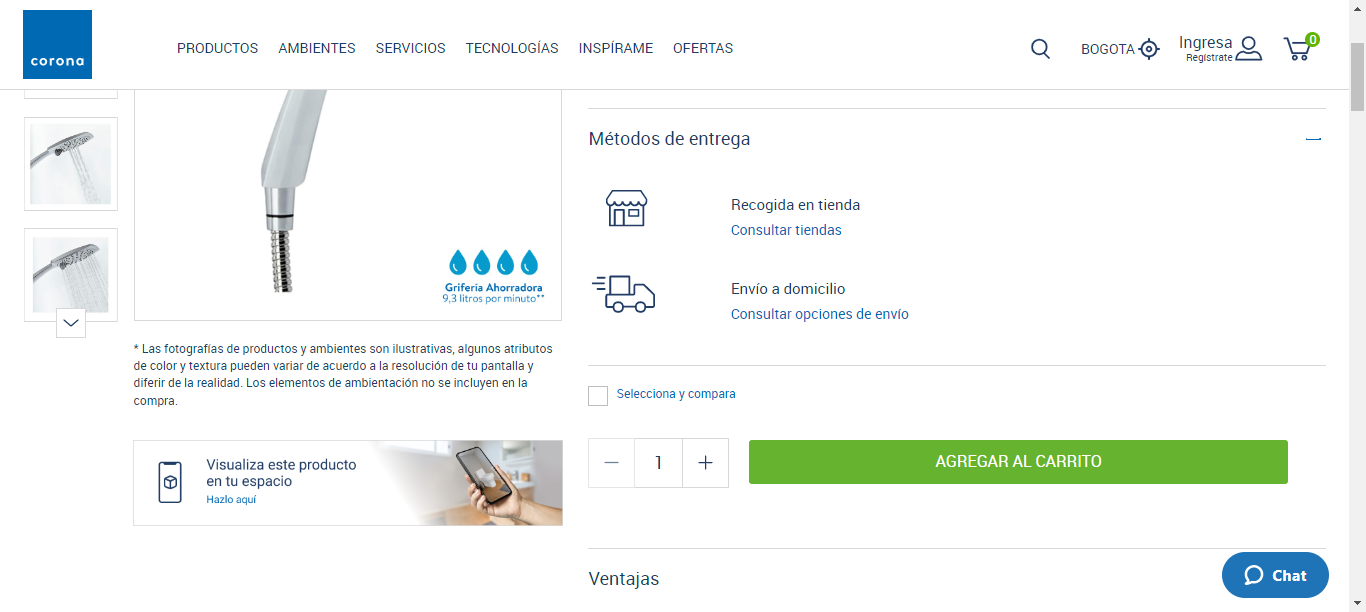 corona
PRODUCTOS
AMBIENTES
SERVICIOS
TECNOLOGÍAS
INSPÍRAME
OFERTAS
BOGOTA
Ingresa
Regístrate
0
Grifería Ahorradora
9,3 litros por minuto**
* Las fotografías de productos y ambientes son ilustrativas, algunos atributos
de color y textura pueden variar de acuerdo a la resolución de tu pantalla y
diferir de la realidad. Los elementos de ambientación no se incluyen en la
compra.
Visualiza este producto
en tu espacio
Hazlo aquí
Métodos de entrega
Recogida en tienda
Consultar tiendas
Envío a domicilio
Consultar opciones de envío
Selecciona y compara
1
AGREGAR AL CARRITO
Ventajas
Chat